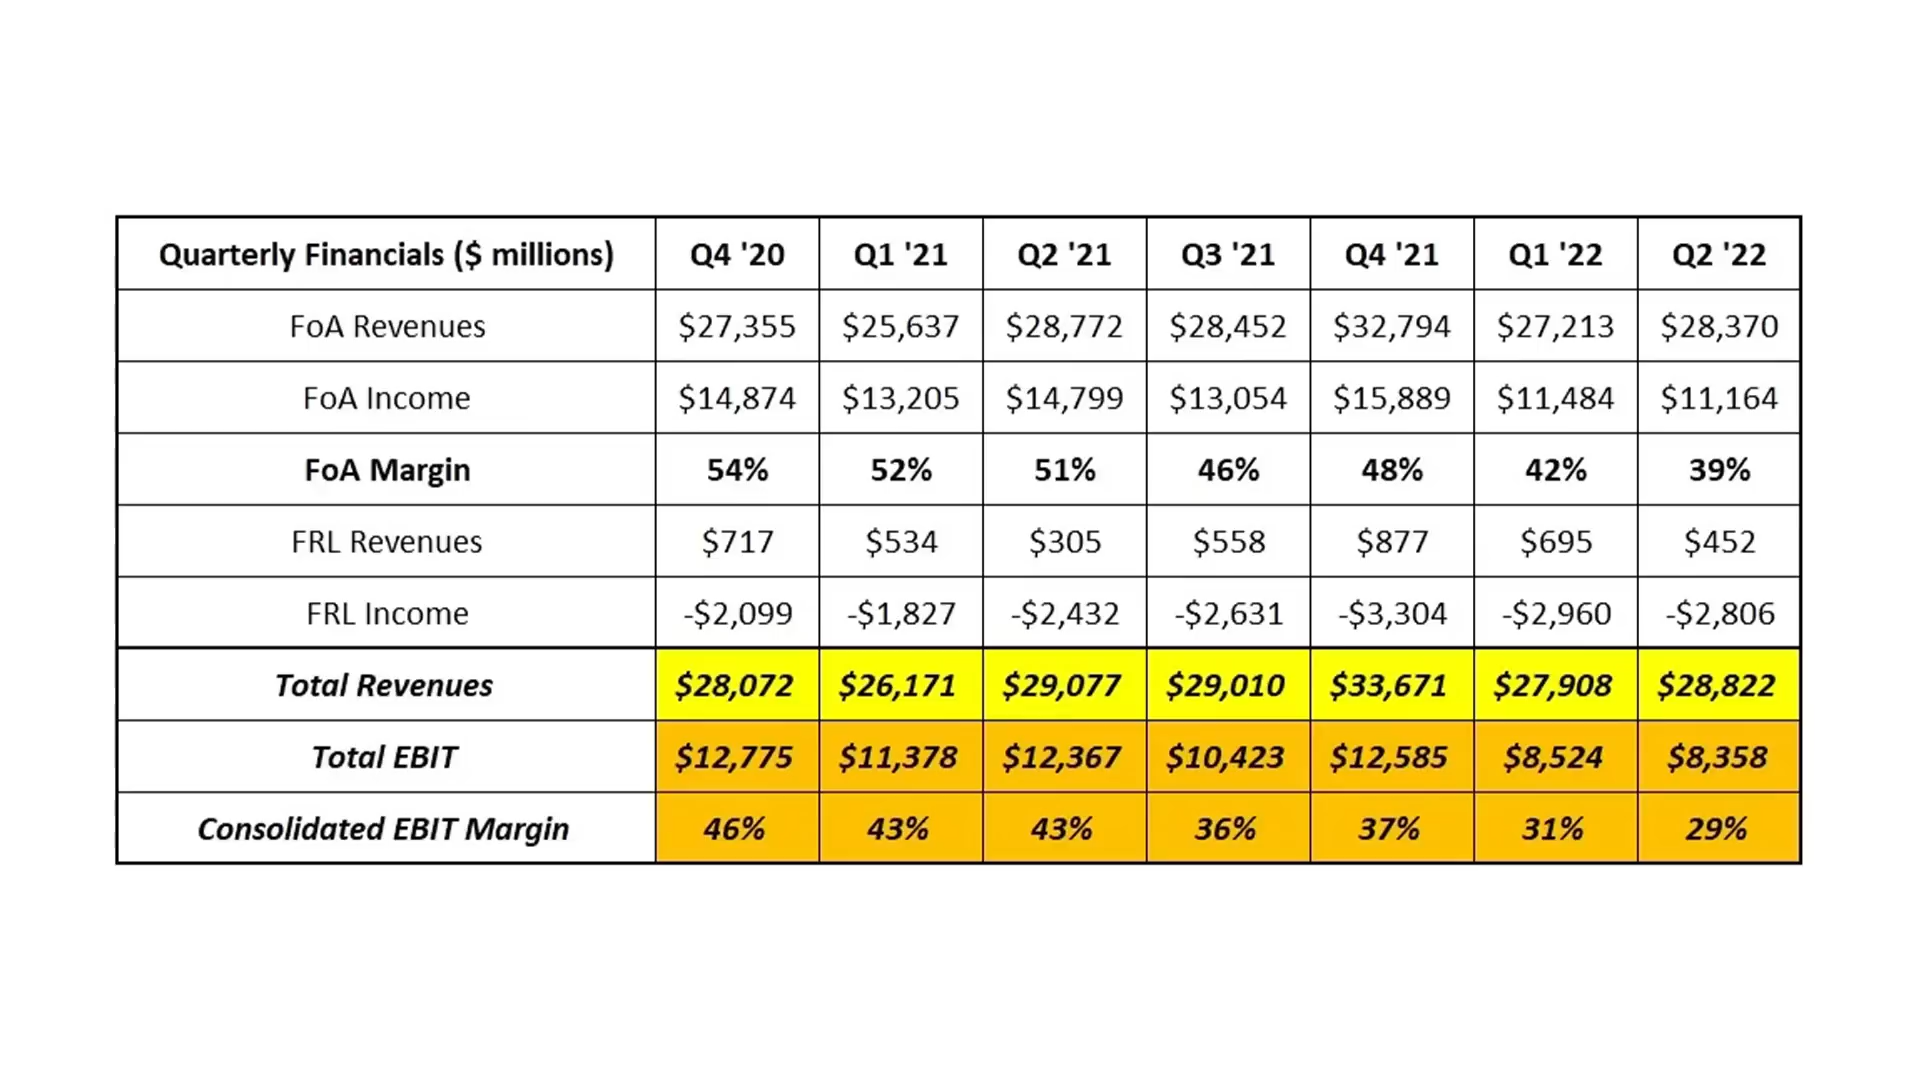 Quarterly Financials ($ millions) Q4 '20 Q1 '21 Q2 '21 Q3 '21 Q4 '21 Q1 '22 Q2 '22
FoA Revenues $27,355 $25,637 $28,772 $28,452 $32,794 $27,213 $28,370
FoA Income $14,874 $13,205 $14,799 $13,054 $15,889 $11,484 $11,164
FoA Margin 54% 52% 51% 46% 48% 42% 39%
FRL Revenues $717 $534 $305 $558 $877 $695 $452
FRL Income -$2,099 -$1,827 -$2,432 -$2,631 -$3,304 -$2,960 -$2,806
Total Revenues $28,072 $26,171 $29,077 $29,010 $33,671 $27,908 $28,822
Total EBIT $12,775 $11,378 $12,367 $10,423 $12,585 $8,524 $8,358
Consolidated EBIT Margin 46% 43% 43% 36% 37% 31% 29%